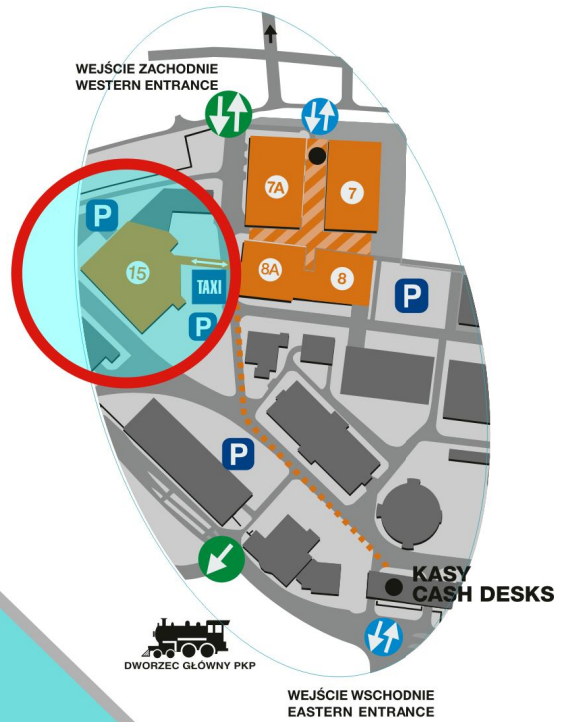 WEJŚCIE ZACHODNIE
WESTERN ENTRANCE
7A
7
P
15
TAXI
8A
8
P
P
P
KASY
CASH DESKS
DWORZEC GŁÓWNY PKP
WEJŚCIE WSCHODNIE
EASTERN ENTRANCE